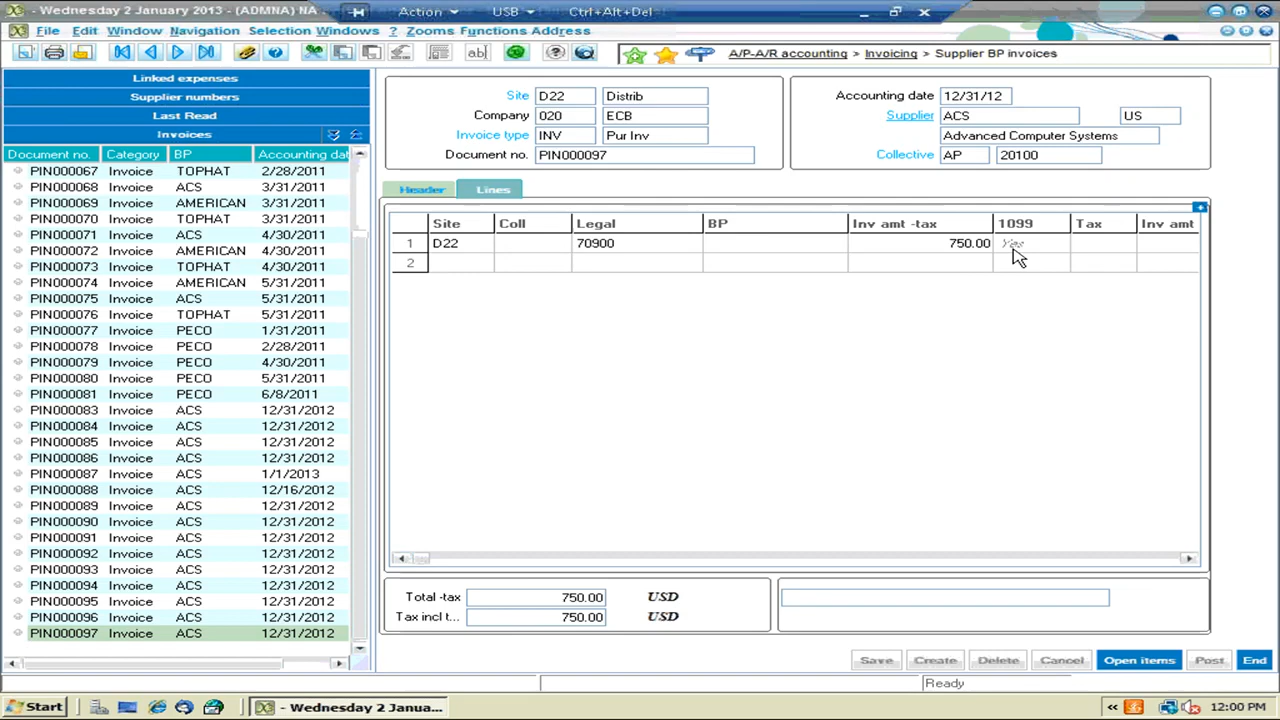 - Wednesday 2 January 2013 - (ADMNA) NA
Action USB Ctrl+Alt+Del
File Edit Window Navigation Selection Windows ? Zooms Functions Address
A/P-A/R accounting > Invoicing > Supplier BP invoices
Linked expenses
Supplier numbers
Last Read
Invoices
Document no. Category BP Accounting dat
PIN000067 Invoice TOPHAT 2/28/2011
PIN000068 Invoice ACS 3/31/2011
PIN000069 Invoice AMERICAN 3/31/2011
PIN000070 Invoice TOPHAT 3/31/2011
PIN000071 Invoice ACS 4/30/2011
PIN000072 Invoice AMERICAN 4/30/2011
PIN000073 Invoice TOPHAT 4/30/2011
PIN000074 Invoice AMERICAN 5/31/2011
PIN000075 Invoice ACS 5/31/2011
PIN000076 Invoice TOPHAT 5/31/2011
PIN000077 Invoice PECO 1/31/2011
PIN000078 Invoice PECO 2/28/2011
PIN000079 Invoice PECO 4/30/2011
PIN000080 Invoice PECO 5/31/2011
PIN000081 Invoice PECO 6/8/2011
PIN000083 Invoice ACS 12/31/2012
PIN000084 Invoice ACS 12/31/2012
PIN000085 Invoice ACS 12/31/2012
PIN000086 Invoice ACS 12/31/2012
PIN000087 Invoice ACS 1/1/2013
PIN000088 Invoice ACS 12/16/2012
PIN000089 Invoice ACS 12/31/2012
PIN000090 Invoice ACS 12/31/2012
PIN000091 Invoice ACS 12/31/2012
PIN000092 Invoice ACS 12/31/2012
PIN000093 Invoice ACS 12/31/2012
PIN000094 Invoice ACS 12/31/2012
PIN000095 Invoice ACS 12/31/2012
PIN000096 Invoice ACS 12/31/2012
PIN000097 Invoice ACS 12/31/2012
Site D22 Distrib
Company 020 ECB
Invoice type INV Pur Inv
Document no. PIN000097
Accounting date 12/31/12
Supplier ACS US
Advanced Computer Systems
Collective AP 20100
Header Lines
Site Coll Legal BP Inv amt -tax 1099 Tax Inv amt
1 D22 70900 750.00 Yes
2
Total -tax 750.00 USD
Tax incl t... 750.00 USD
Save Create Delete Cancel Open items Post End
Ready
Start - Wednesday 2 Janua... 12:00 PM